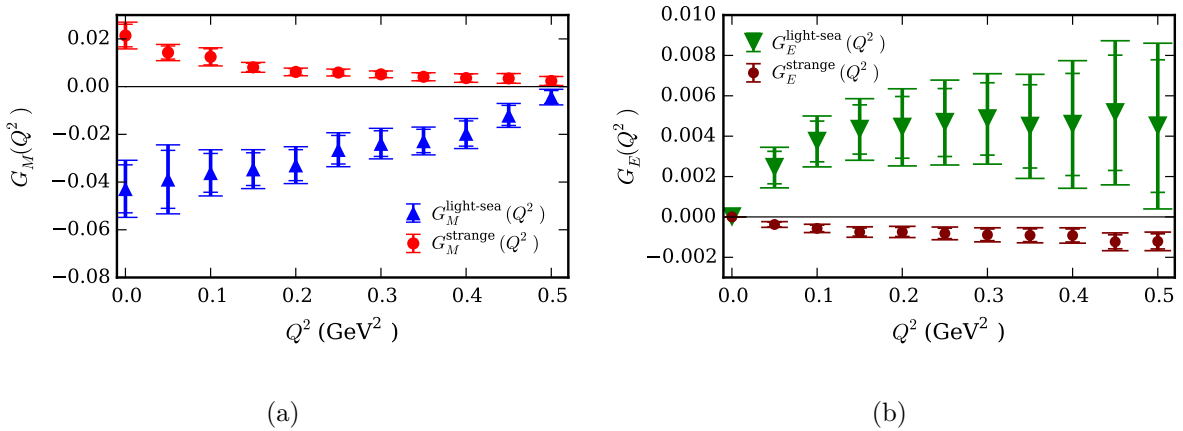 0.02
0.00
−0.02
−0.04
−0.06
−0.08
G_M(Q^2)
G_M^light-sea(Q^2)
G_M^strange(Q^2)
0.0 0.1 0.2 0.3 0.4 0.5
Q^2 (GeV^2)
(a)
0.010
0.008
0.006
0.004
0.002
0.000
−0.002
G_E(Q^2)
G_E^light-sea(Q^2)
G_E^strange(Q^2)
0.0 0.1 0.2 0.3 0.4 0.5
Q^2 (GeV^2)
(b)